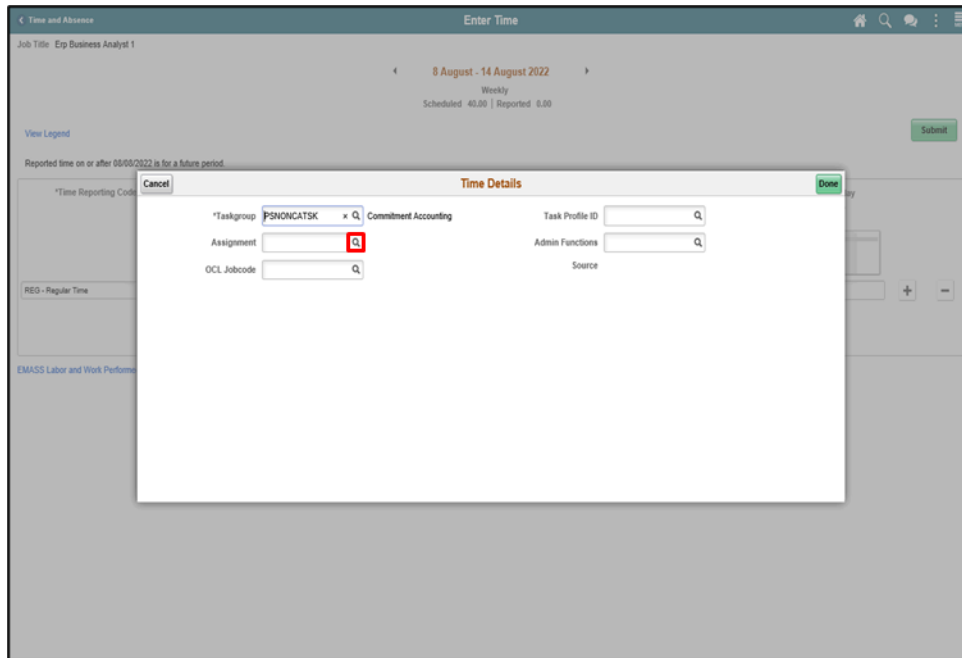 Time and Absence
Enter Time
Job Title Erp Business Analyst 1
8 August - 14 August 2022
Weekly
Scheduled 40.00 | Reported 0.00
View Legend
Submit
Reported time on or after 08/08/2022 is for a future period.
*Time Reporting Code
ay
Cancel
Time Details
Done
*Taskgroup PSNONCATSK × Commitment Accounting
Task Profile ID
Assignment
Admin Functions
OCL Jobcode
Source
REG - Regular Time
+ −
EMASS Labor and Work Performe